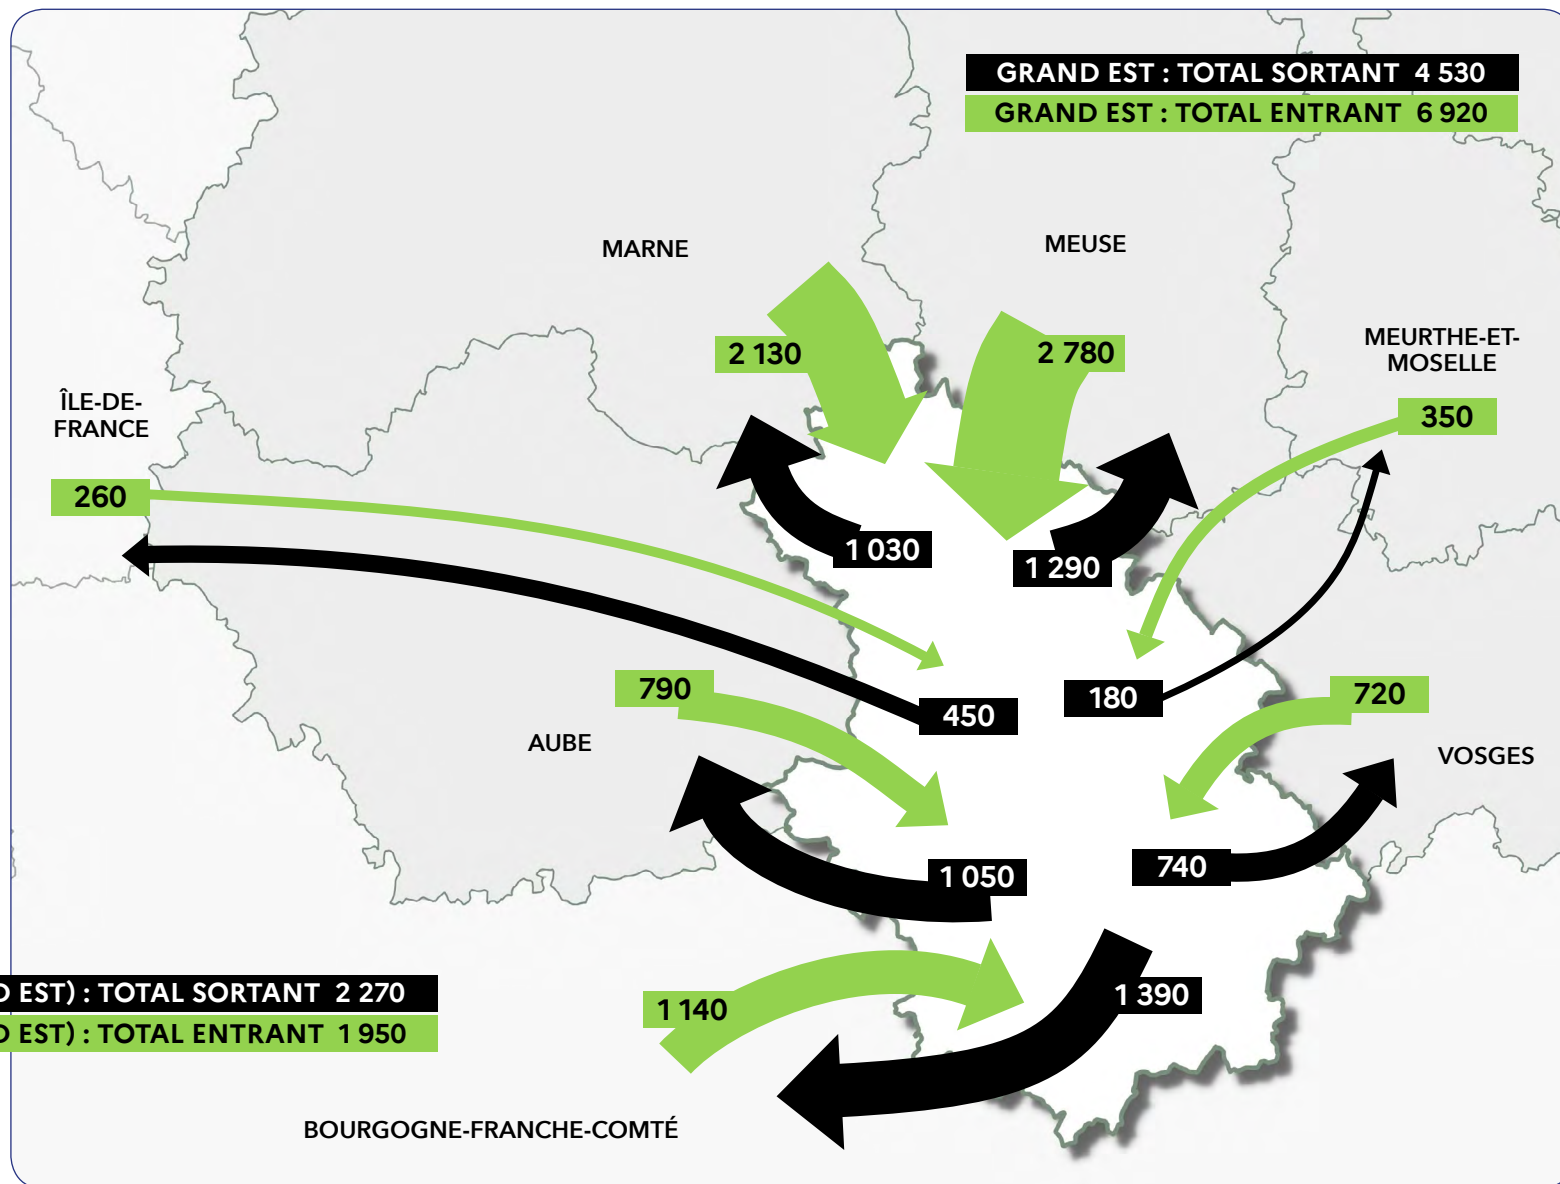 GRAND EST : TOTAL SORTANT 4 530
GRAND EST : TOTAL ENTRANT 6 920
MARNE
MEUSE
MEURTHE-ET-
MOSELLE
2 130
2 780
350
ÎLE-DE-
FRANCE
260
1 030
1 290
790
450
180
720
AUBE
VOSGES
1 050
740
EST) : TOTAL SORTANT 2 270
EST) : TOTAL ENTRANT 1 950
1 140
1 390
BOURGOGNE-FRANCHE-COMTÉ